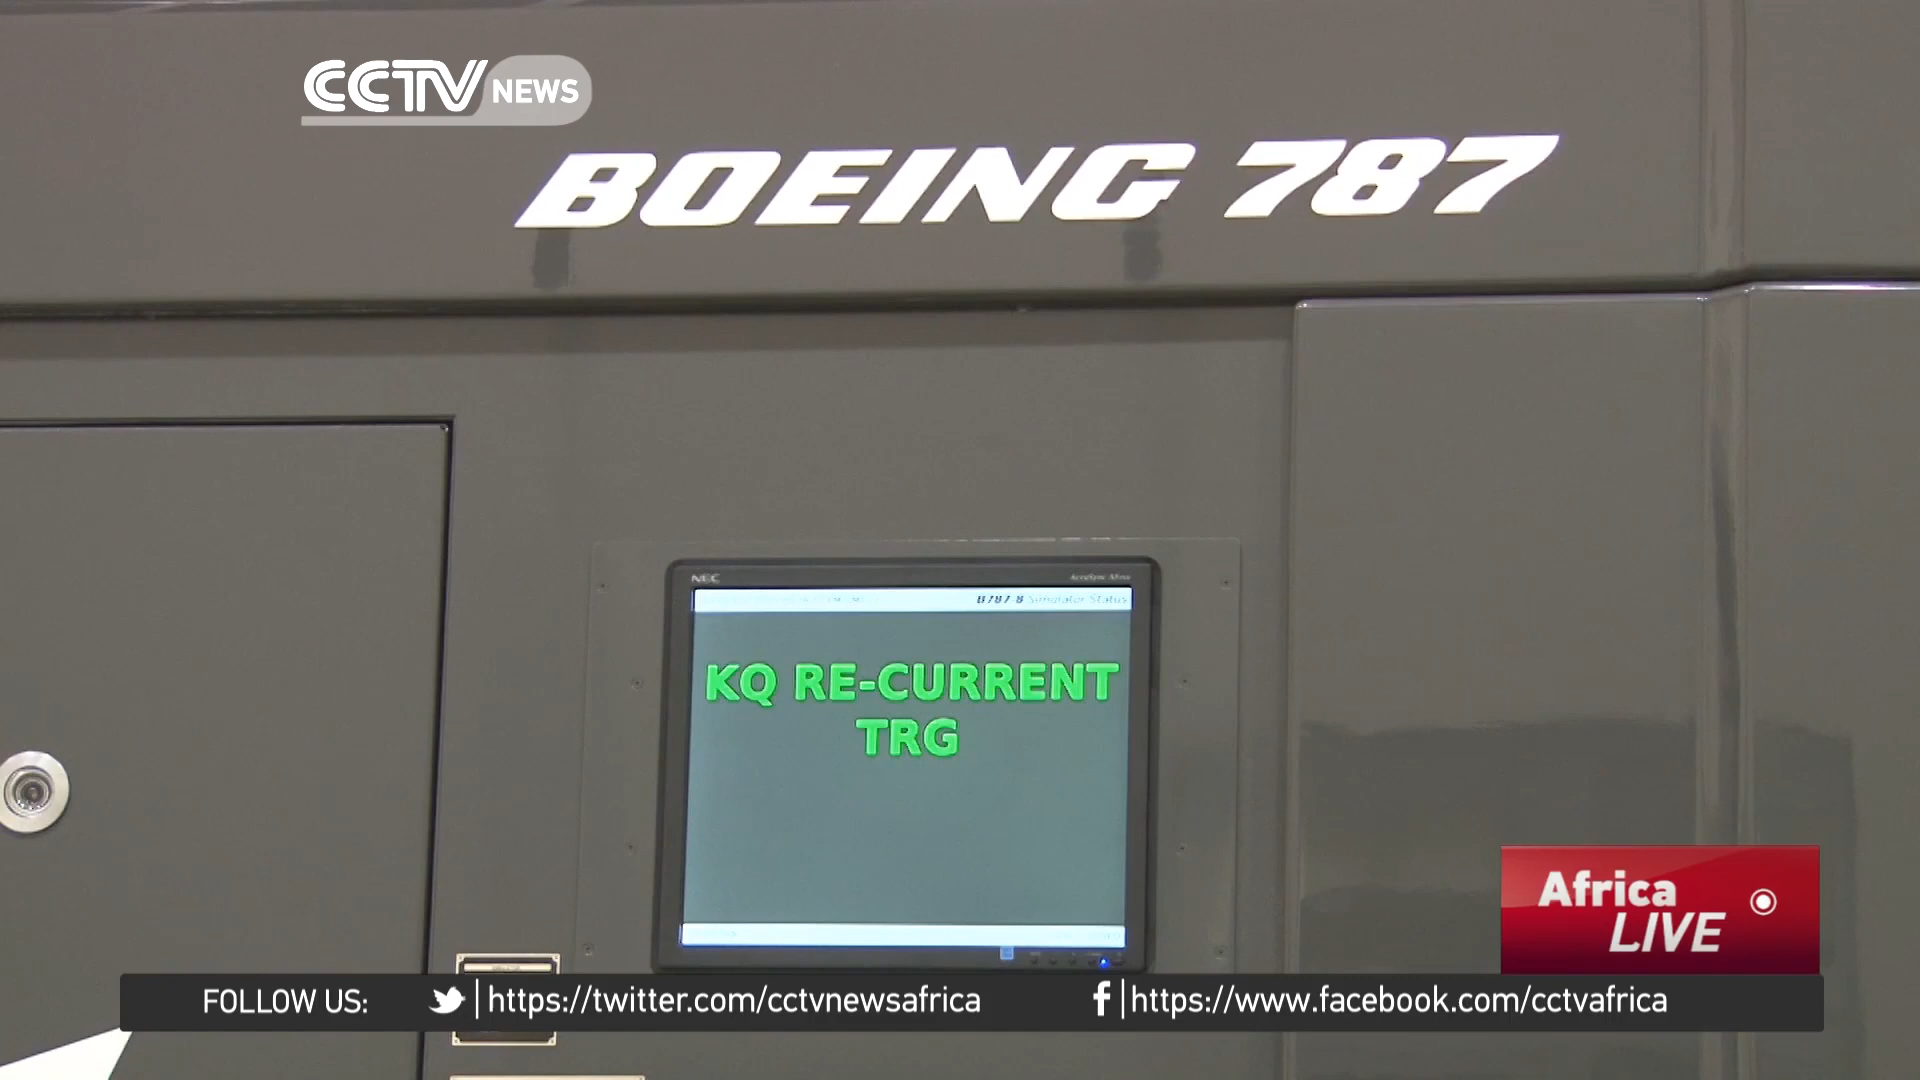 CCTV NEWS
BOEING 787
NEC
B787-8 Simulator Status
KQ RE-CURRENT
TRG
Africa
LIVE
FOLLOW US: https://twitter.com/cctvnewsafrica https://www.facebook.com/cctvafrica